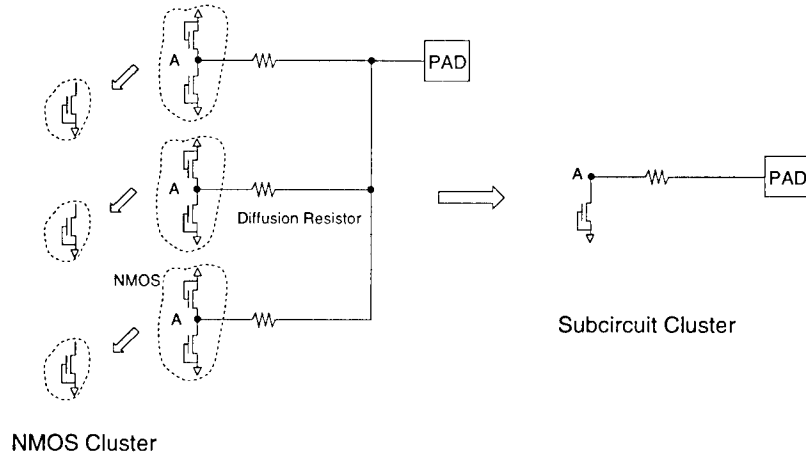 A
PAD
A
Diffusion Resistor
NMOS
A
NMOS Cluster
A
PAD
Subcircuit Cluster